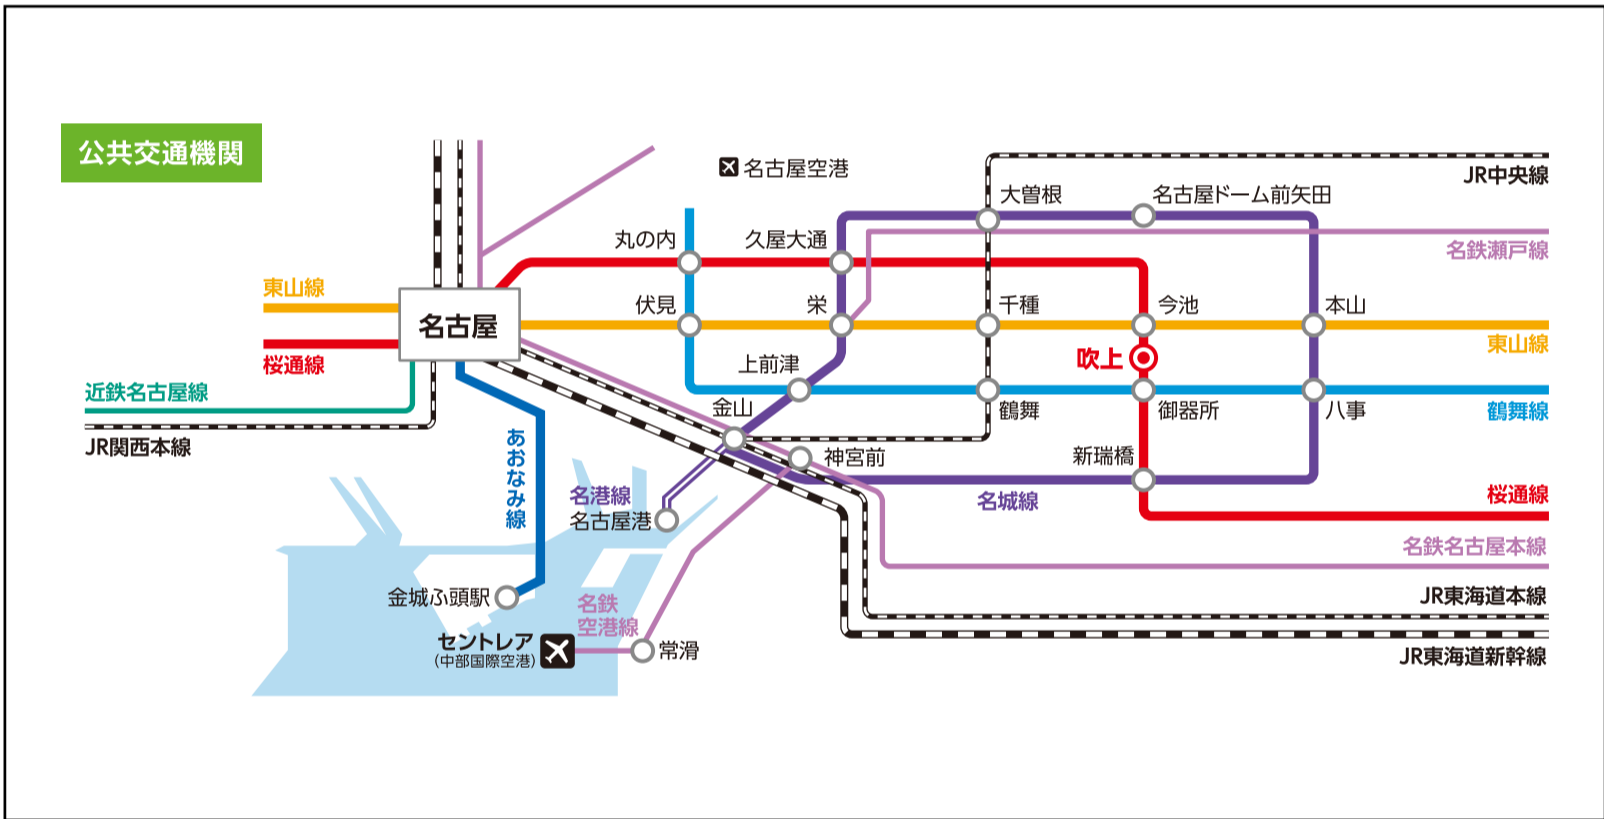 公共交通機関
名古屋空港
JR中央線
大曽根
名古屋ドーム前矢田
丸の内
久屋大通
名鉄瀬戸線
東山線
伏見
栄
千種
今池
本山
名古屋
東山線
桜通線
吹上
上前津
近鉄名古屋線
金山
鶴舞
御器所
八事
鶴舞線
JR関西本線
あおなみ線
神宮前
新瑞橋
名港線
名城線
桜通線
名古屋港
名鉄名古屋本線
金城ふ頭駅
名鉄
空港線
JR東海道本線
セントレア
(中部国際空港)
常滑
JR東海道新幹線